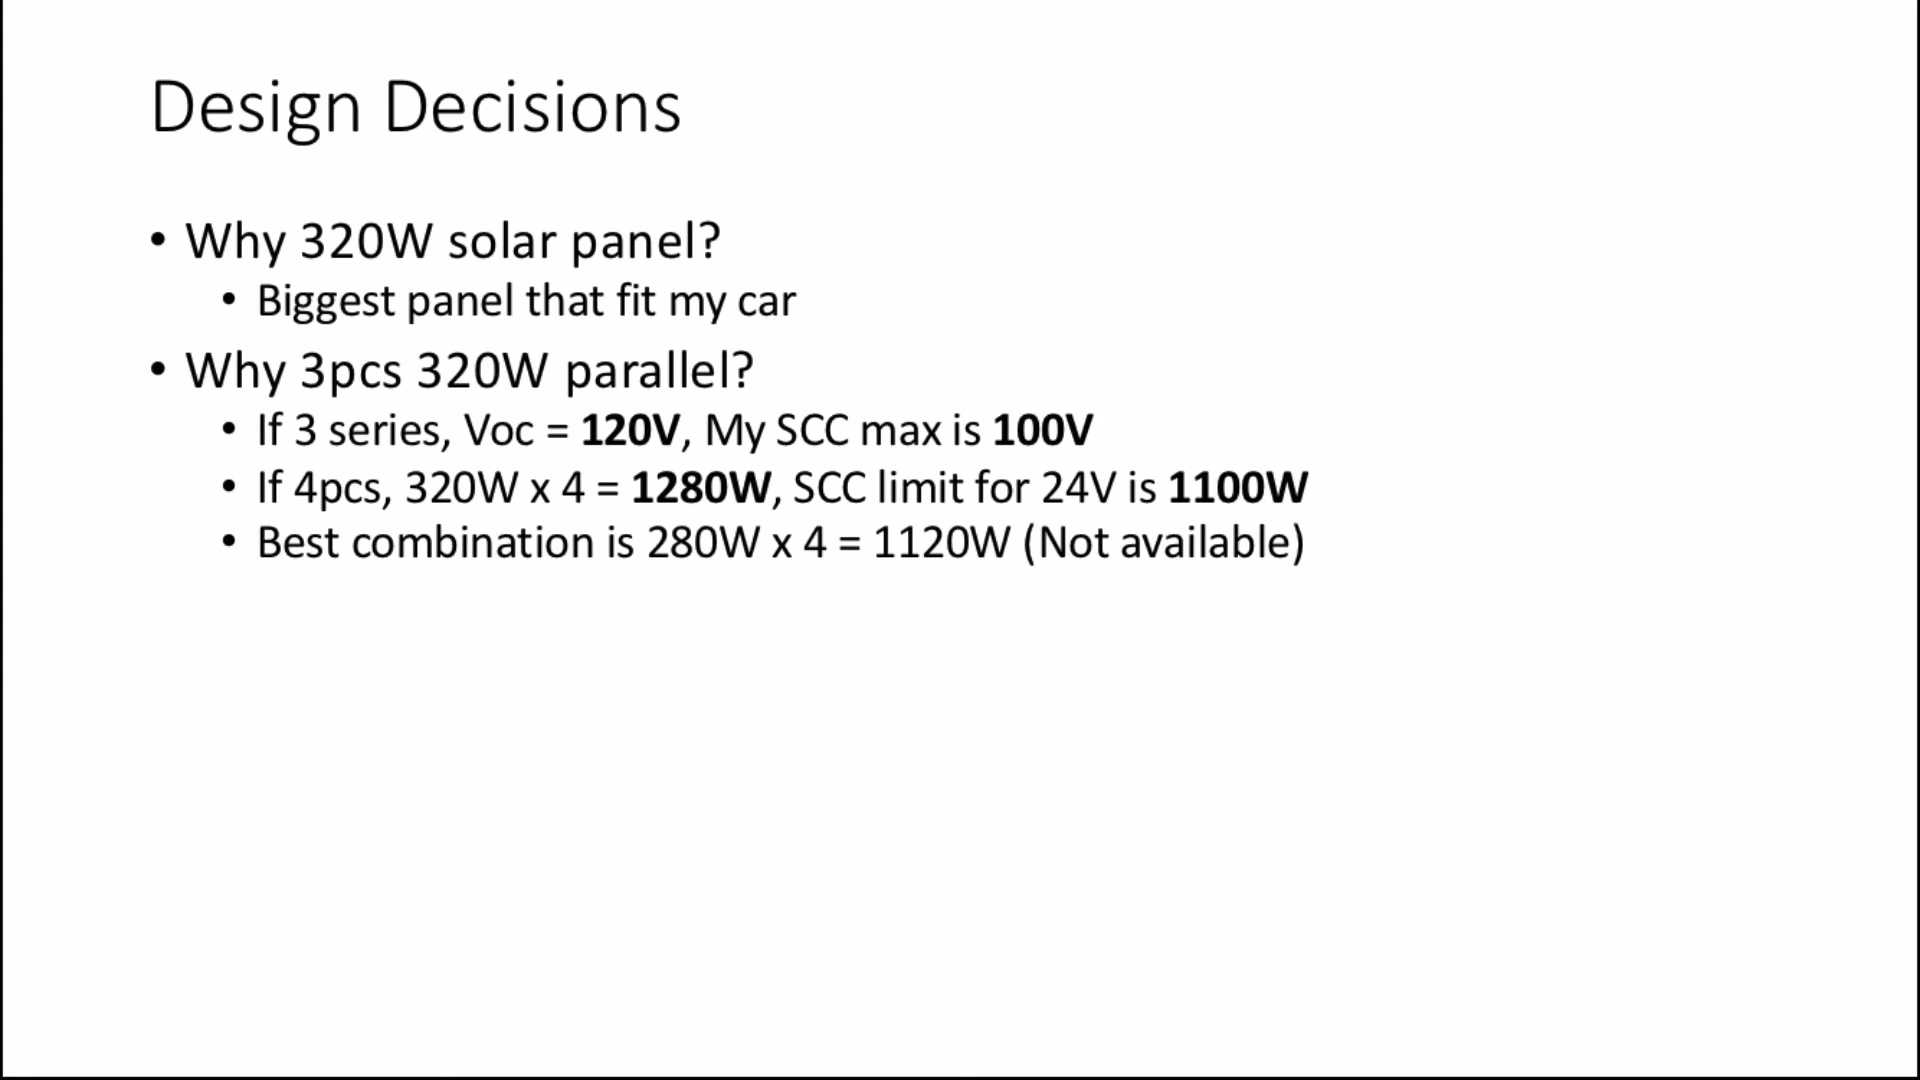 Design Decisions
• Why 320W solar panel?
• Biggest panel that fit my car
• Why 3pcs 320W parallel?
• If 3 series, Voc = 120V, My SCC max is 100V
• If 4pcs, 320W x 4 = 1280W, SCC limit for 24V is 1100W
• Best combination is 280W x 4 = 1120W (Not available)